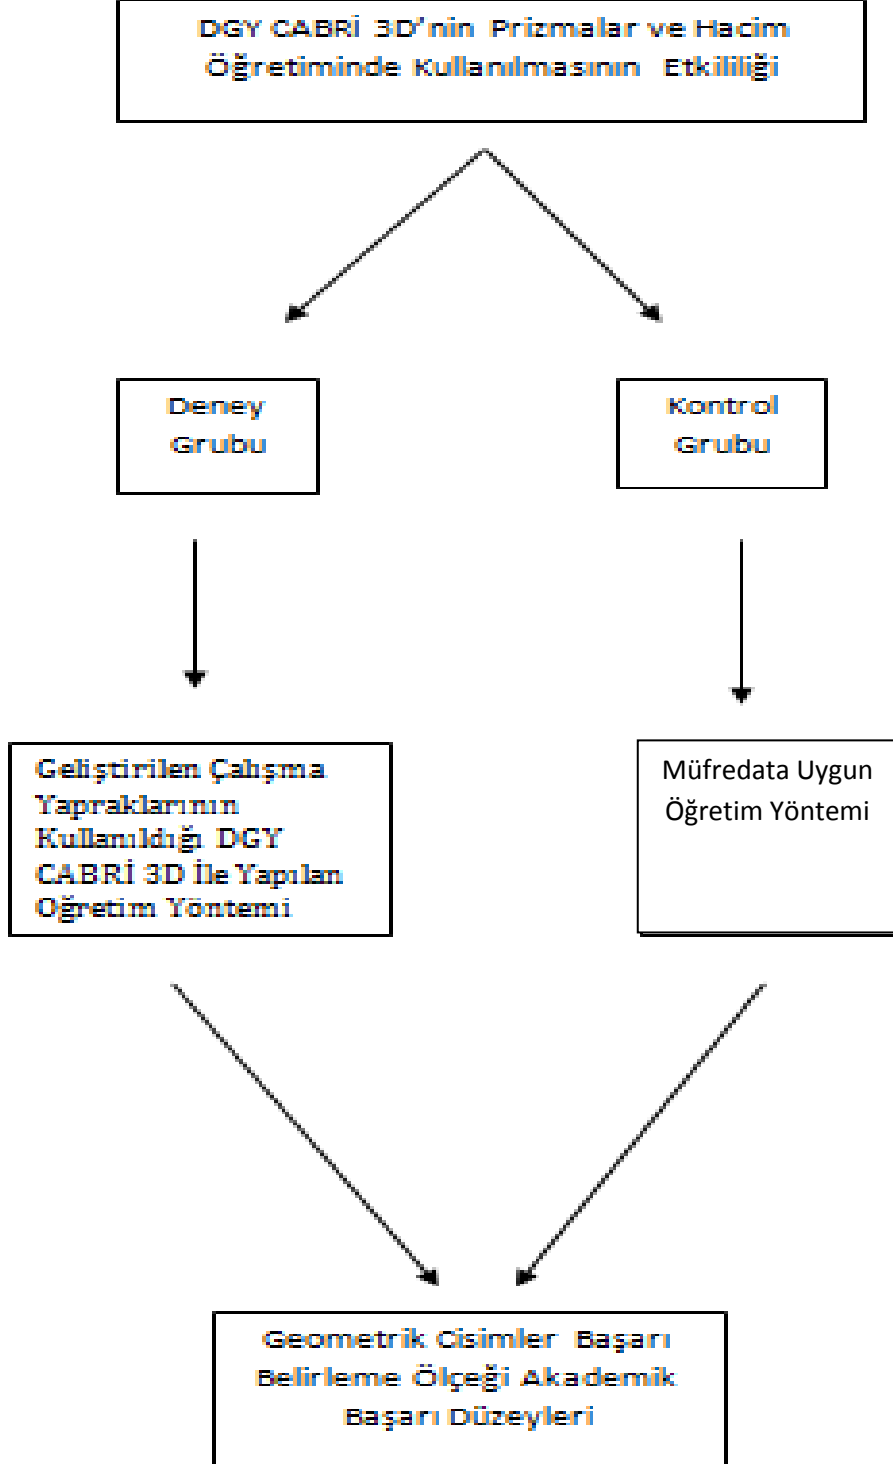 DGY CABRİ 3D'nin Prizmalar ve Hacim
Öğretiminde Kullanılmasının Etkililiği
Deney
Grubu
Kontrol
Grubu
Geliştirilen Çalışma
Yapraklarının
Kullanıldığı DGY
CABRİ 3D İle Yapılan
Öğretim Yöntemi
Müfredata Uygun
Öğretim Yöntemi
Geometrik Cisimler Başarı
Belirleme Ölçeği Akademik
Başarı Düzeyleri